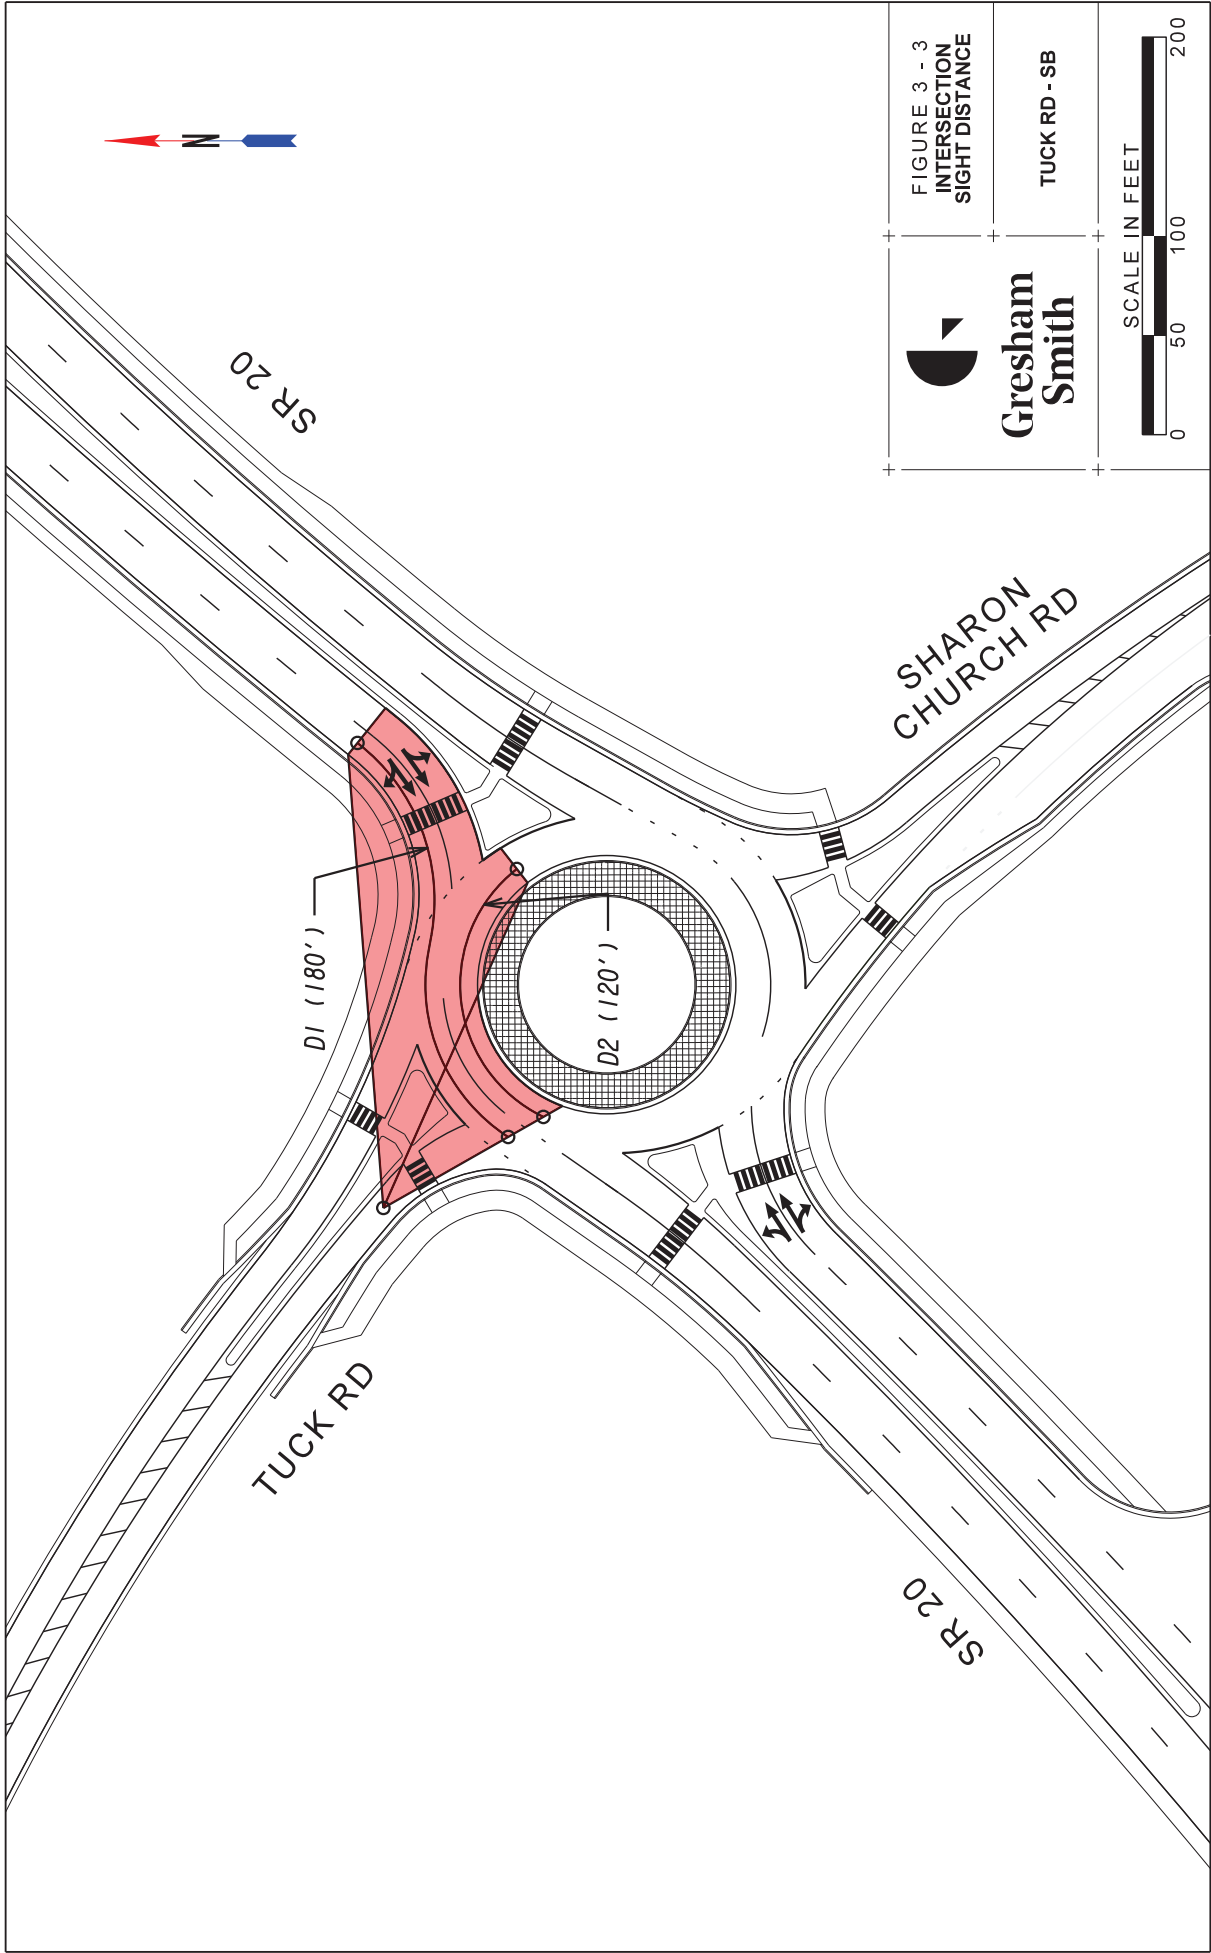 N
SR 20
D1 (180')
D2 (120')
SHARON
CHURCH RD
TUCK RD
SR 20
FIGURE 3 - 3
INTERSECTION
SIGHT DISTANCE
TUCK RD - SB
Gresham
Smith
SCALE IN FEET
0 50 100 200